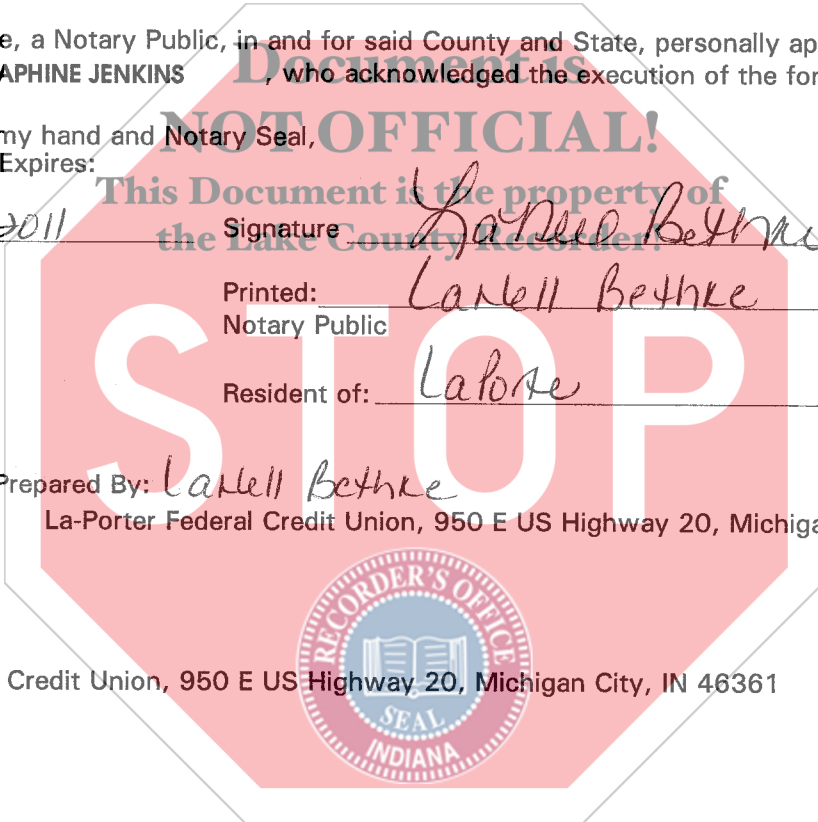 e, a Notary Public, in and for said County and State, personally ap
APHINE JENKINS , who acknowledged the execution of the for
my hand and Notary Seal,
Expires:
2011 Signature LaNell Bethke
Printed: LaNell Bethke
Notary Public
Resident of: LaPorte
Prepared By: LaNell Bethke
La-Porter Federal Credit Union, 950 E US Highway 20, Michiga
Credit Union, 950 E US Highway 20, Michigan City, IN 46361
Document is
NOT OFFICIAL!
This Document is the property of
the Lake County Recorder!
STOP
RECORDER'S OFFICE
SEAL
INDIANA